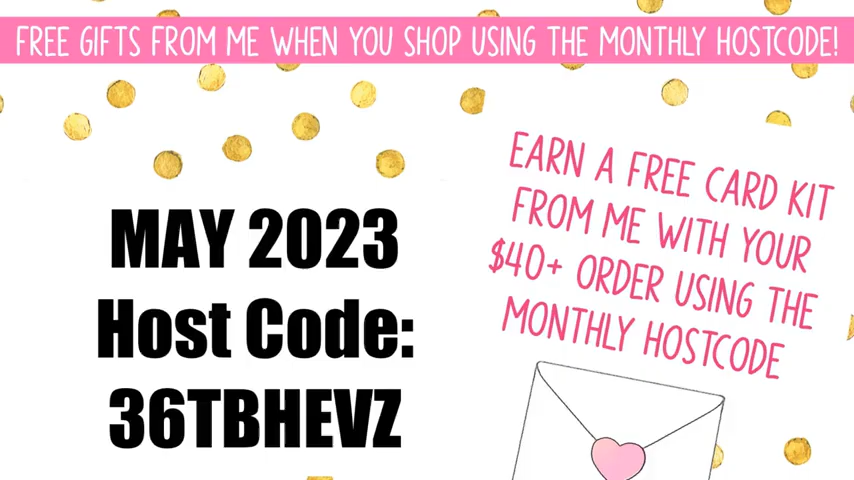 FREE GIFTS FROM ME WHEN YOU SHOP USING THE MONTHLY HOSTCODE!
MAY 2023
Host Code:
36TBHEVZ
EARN A FREE CARD KIT
FROM ME WITH YOUR
$40+ ORDER USING THE
MONTHLY HOSTCODE